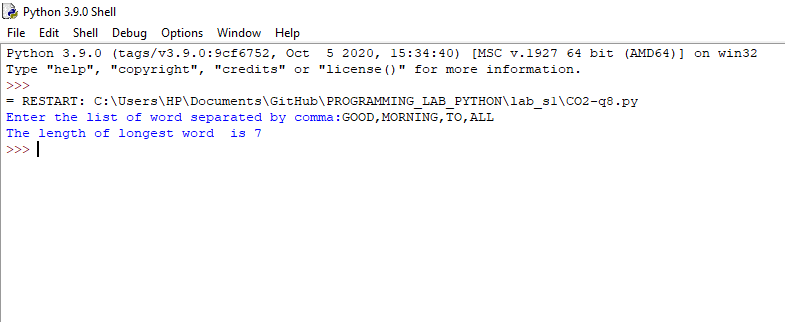 Python 3.9.0 Shell
File Edit Shell Debug Options Window Help
Python 3.9.0 (tags/v3.9.0:9cf6752, Oct  5 2020, 15:34:40) [MSC v.1927 64 bit (AMD64)] on win32
Type "help", "copyright", "credits" or "license()" for more information.
>>>
= RESTART: C:\Users\HP\Documents\GitHub\PROGRAMMING_LAB_PYTHON\lab_s1\CO2-q8.py
Enter the list of word separated by comma:GOOD,MORNING,TO,ALL
The length of longest word  is 7
>>>